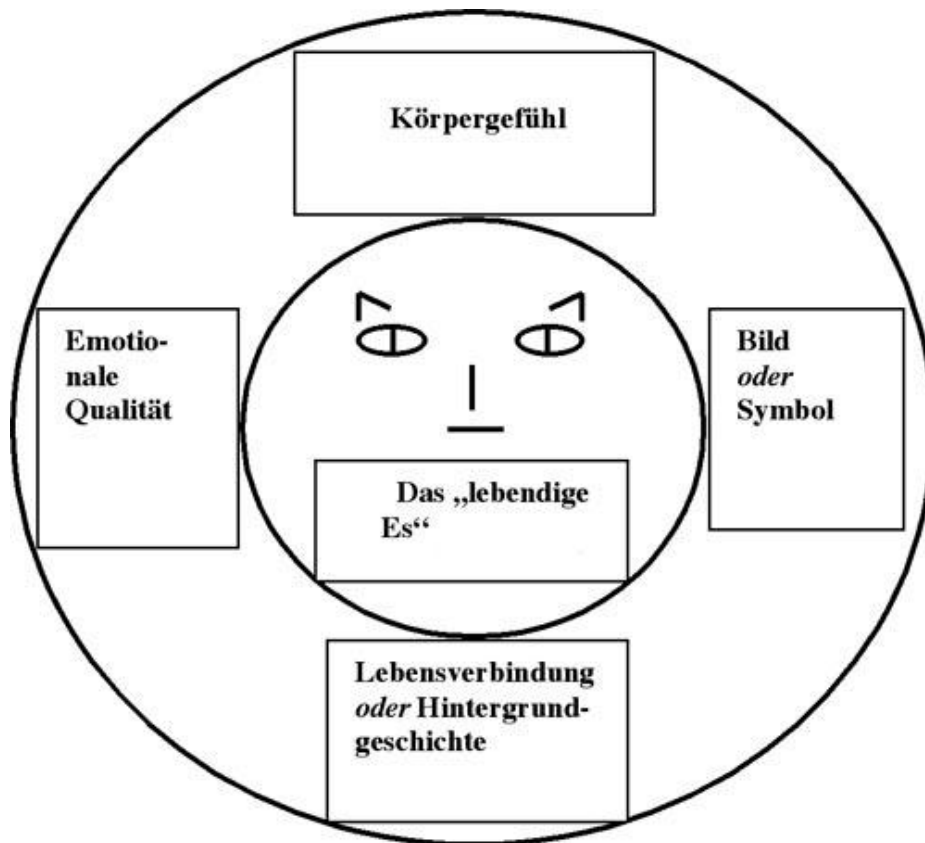 Körpergefühl
Emotio-
nale
Qualität
Bild
oder
Symbol
Das „lebendige
Es“
Lebensverbindung
oder Hintergrund-
geschichte